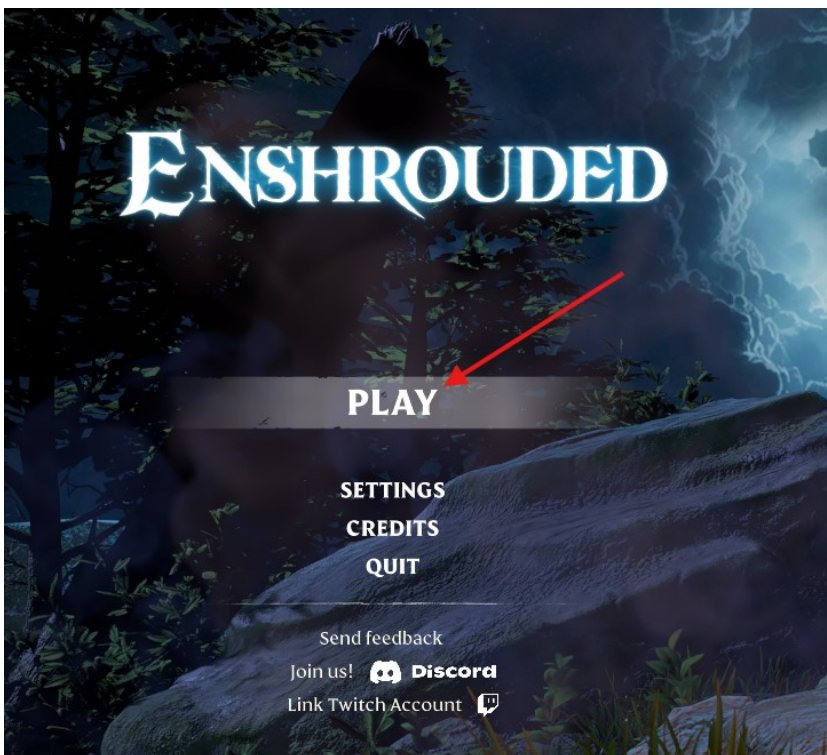 ENSHROUDED
PLAY
SETTINGS
CREDITS
QUIT
Send feedback
Join us! Discord
Link Twitch Account